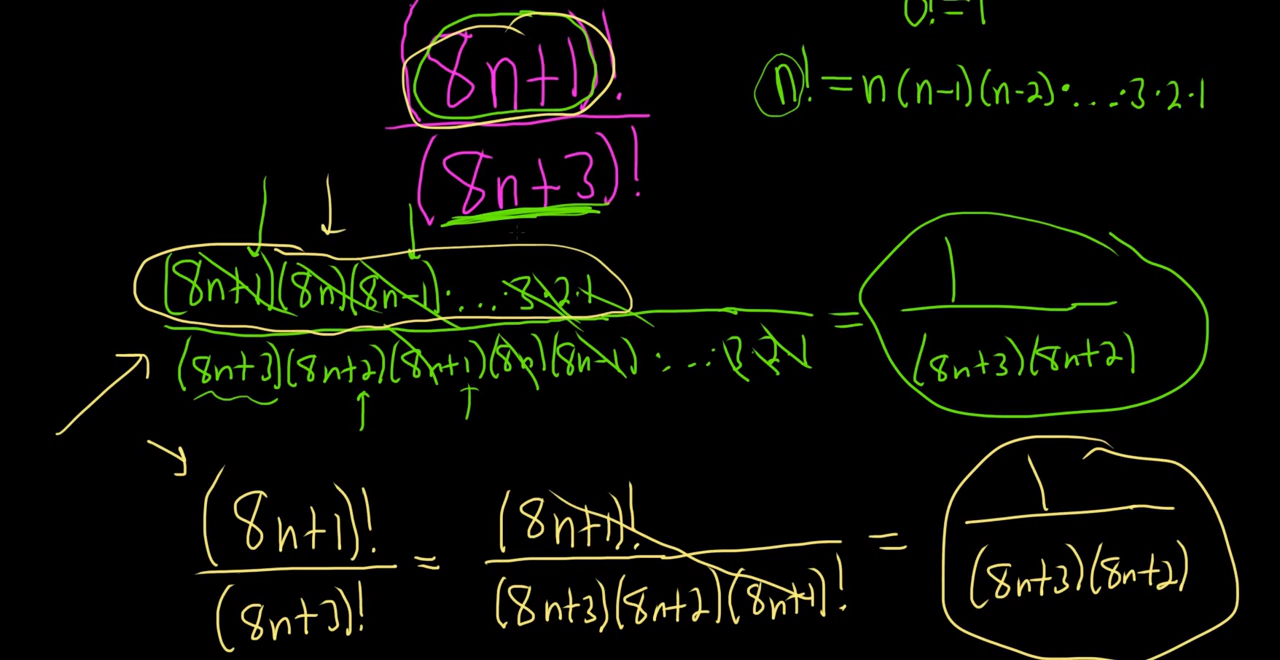 0! = 1
(8n+1)!
n! = n(n-1)(n-2)·...·3·2·1
(8n+3)!
(8n+1)(8n)(8n-1)·...·3·2·1
= 1
(8n+3)(8n+2)(8n+1)(8n)(8n-1)·...·3·2·1
(8n+3)(8n+2)
(8n+1)! = (8n+1)! = 1
(8n+3)! (8n+3)(8n+2)(8n+1)! (8n+3)(8n+2)